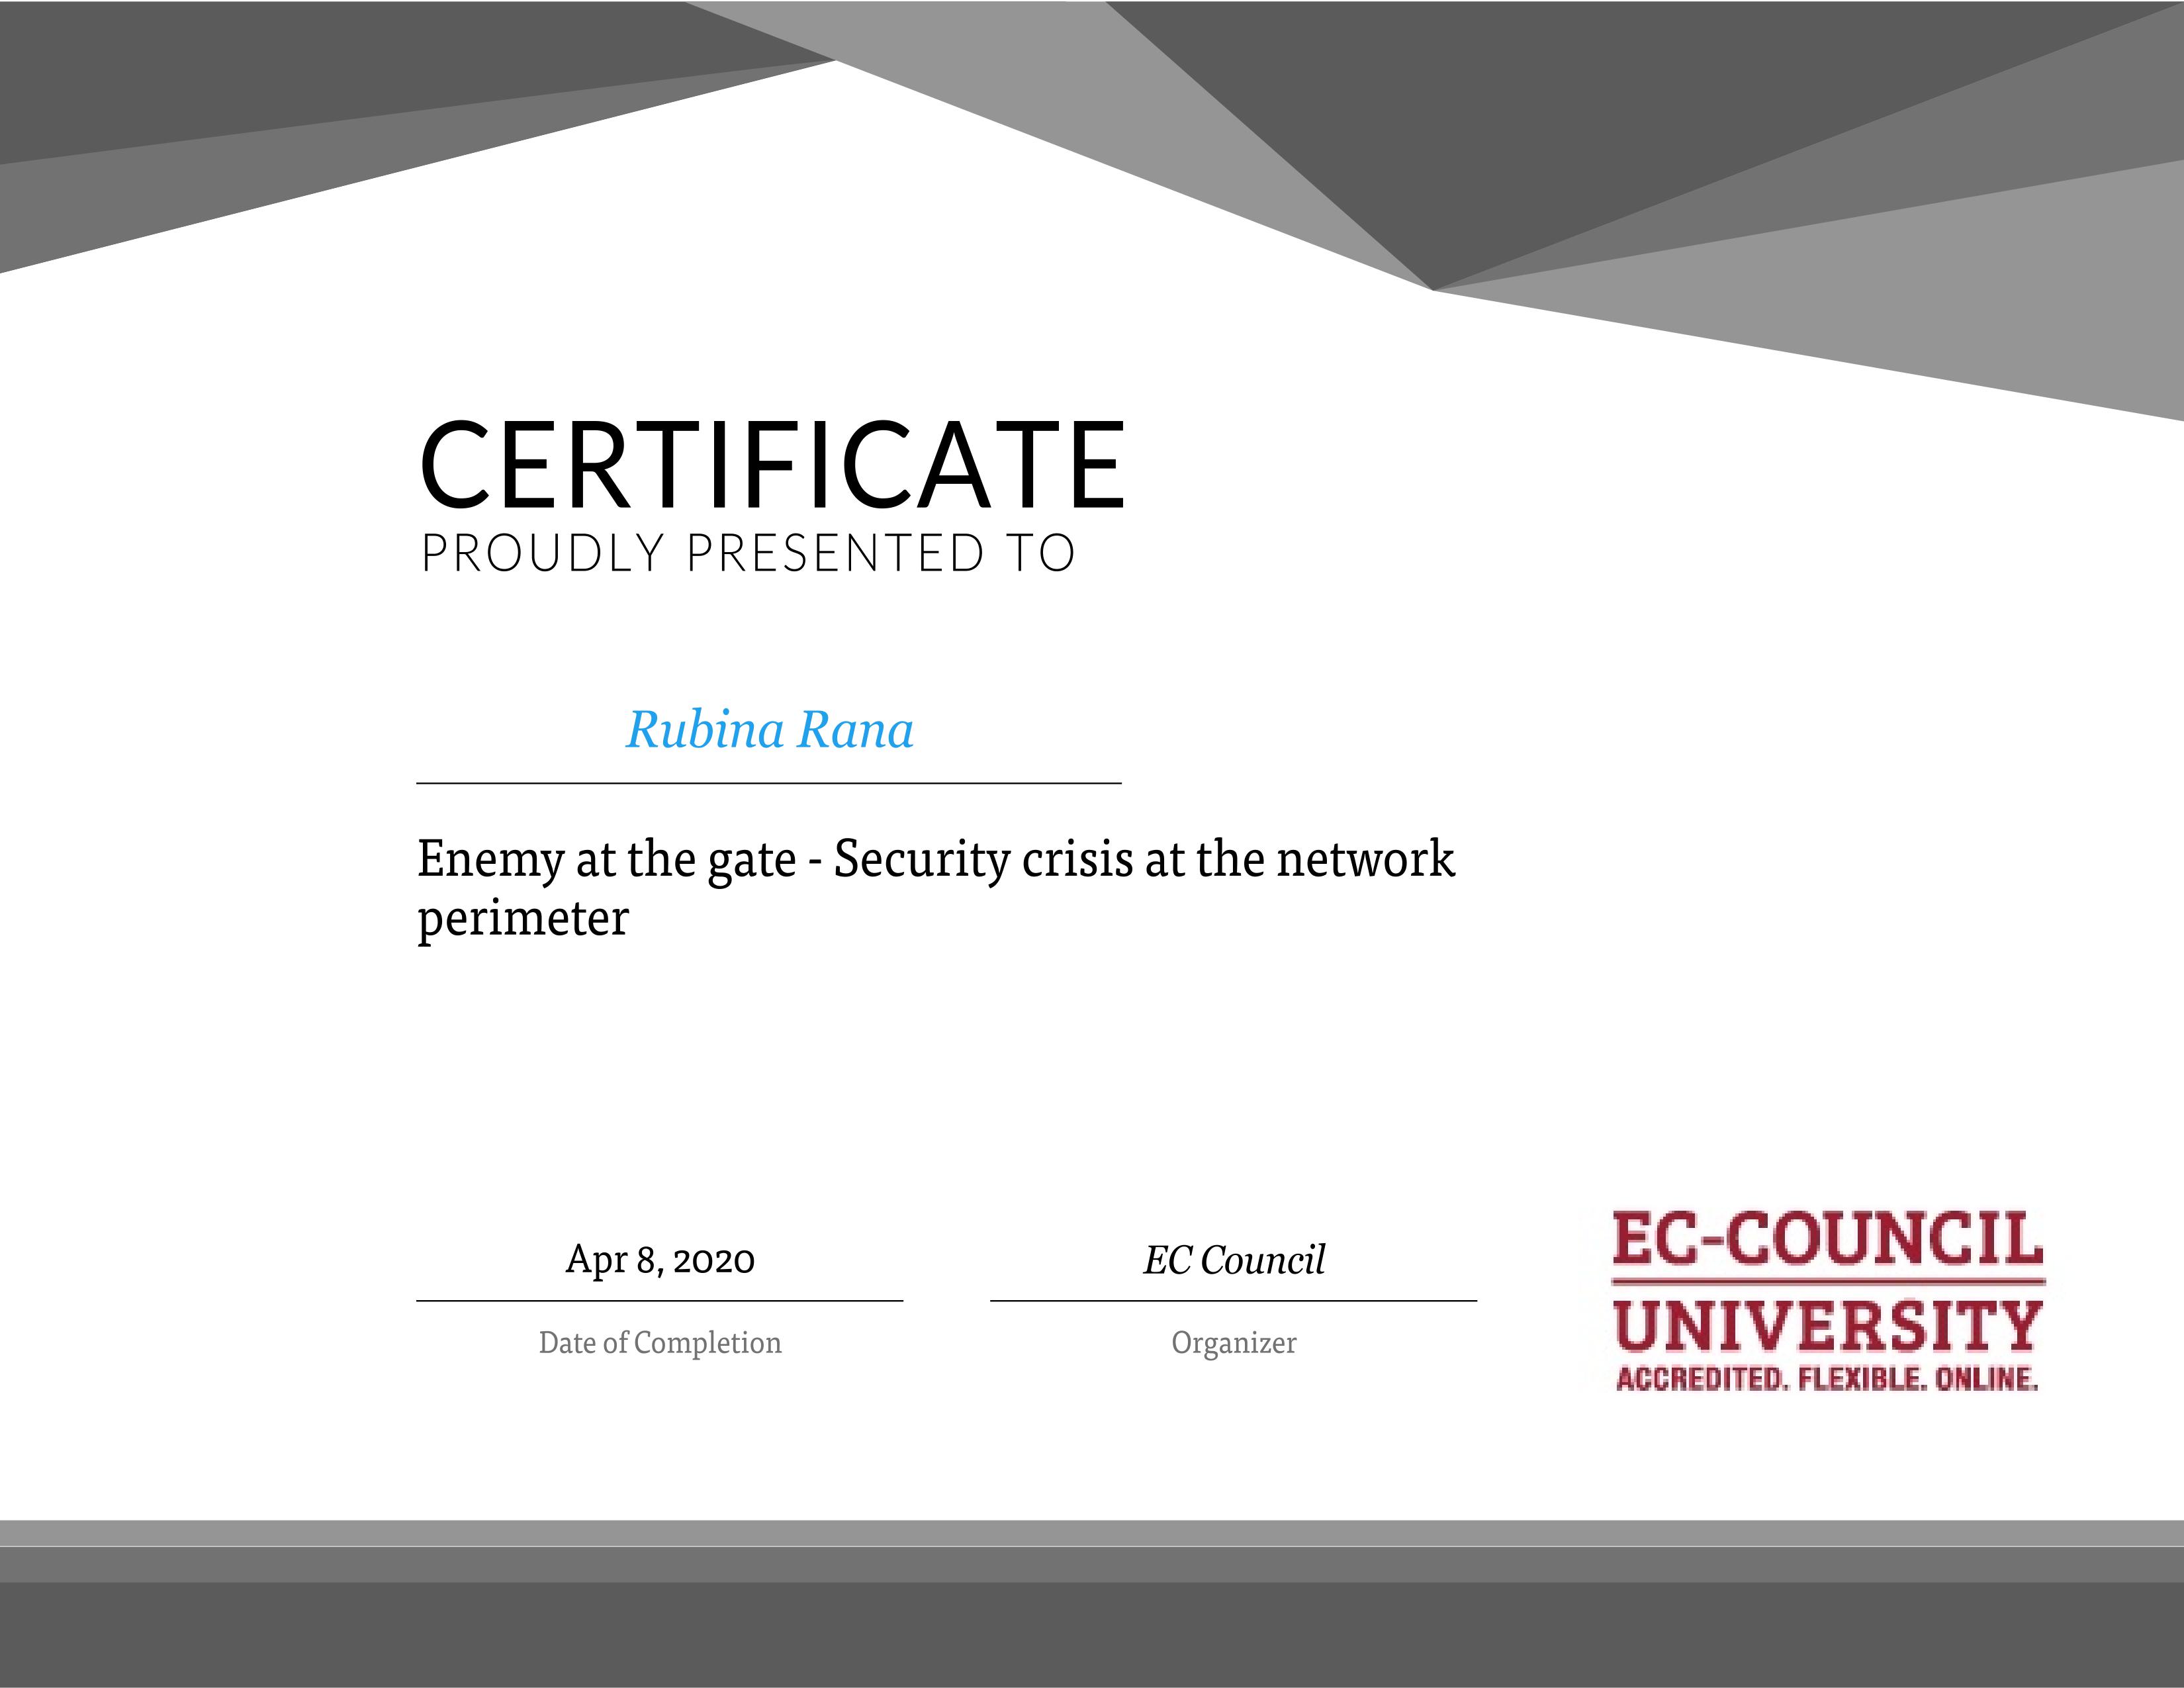 CERTIFICATE
PROUDLY PRESENTED TO
Rubina Rana
Enemy at the gate - Security crisis at the network
perimeter
Apr 8, 2020
Date of Completion
EC Council
Organizer
EC-COUNCIL
UNIVERSITY
ACCREDITED. FLEXIBLE. ONLINE.